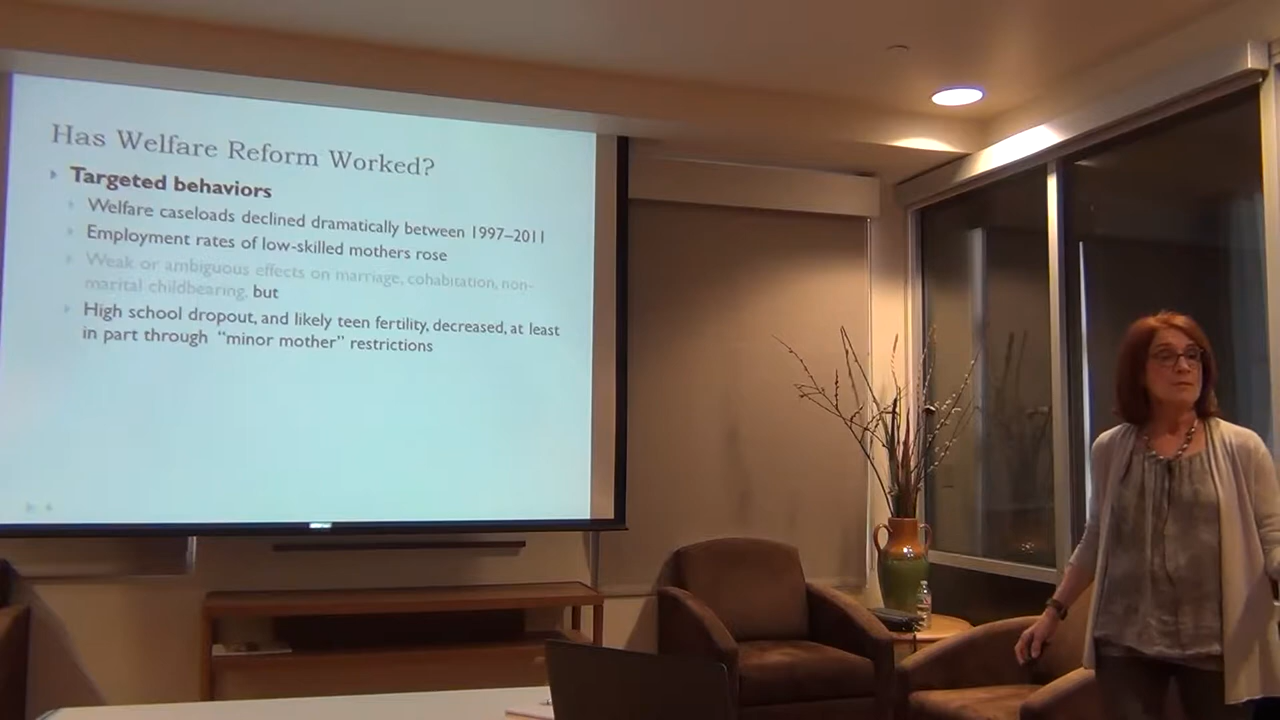 Has Welfare Reform Worked?
Targeted behaviors
Welfare caseloads declined dramatically between 1997–2011
Employment rates of low-skilled mothers rose
Weak or ambiguous effects on marriage, cohabitation, non-
marital childbearing, but
High school dropout, and likely teen fertility, decreased, at least
in part through “minor mother” restrictions